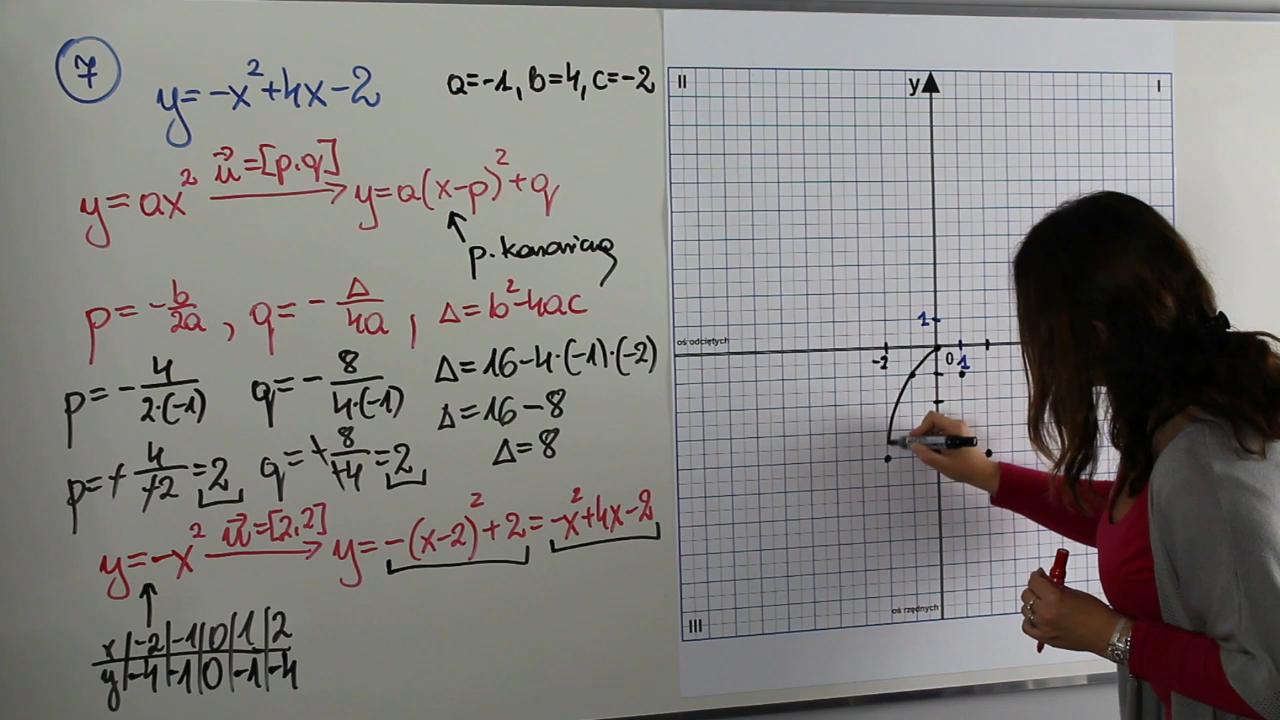 7
y=-x²+4x-2
a=-1, b=4, c=-2
y=ax² u⃗=[p,q] → y=a(x-p)²+q
↑ p. kanonicza
p=-b/2a, q=-Δ/4a, Δ=b²-4ac
p=-4/2·(-1) q=-8/4·(-1) Δ=16-4·(-1)·(-2)
Δ=16-8
p=+4/+2=2 q=+8/+4=2 Δ=8
y=-x² u⃗=[2,2] → y=-(x-2)²+2=-x²+4x-2
↑
x|-2|-1|0|1|2
y|-4|-1|0|-1|-4
II y I
1
oś odciętych
-2 0 1
oś rzędnych
III